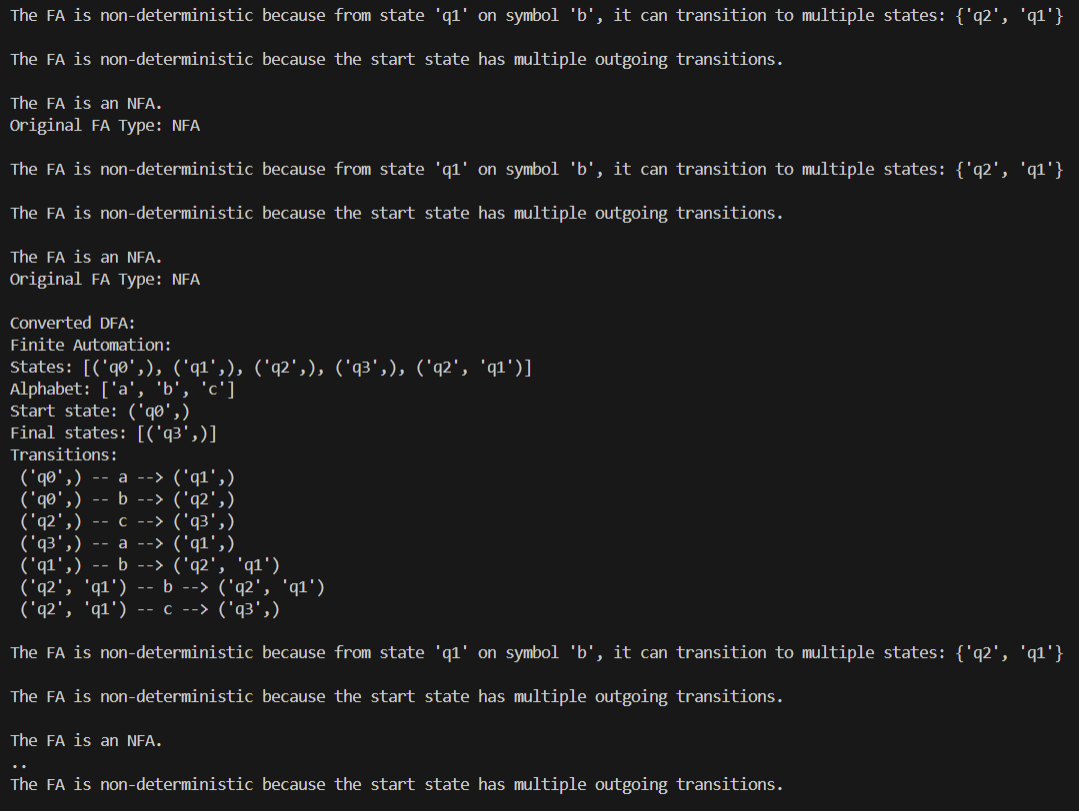 The FA is non-deterministic because from state 'q1' on symbol 'b', it can transition to multiple states: {'q2', 'q1'}
The FA is non-deterministic because the start state has multiple outgoing transitions.
The FA is an NFA.
Original FA Type: NFA
The FA is non-deterministic because from state 'q1' on symbol 'b', it can transition to multiple states: {'q2', 'q1'}
The FA is non-deterministic because the start state has multiple outgoing transitions.
The FA is an NFA.
Original FA Type: NFA
Converted DFA:
Finite Automation:
States: [('q0',), ('q1',), ('q2',), ('q3',), ('q2', 'q1')]
Alphabet: ['a', 'b', 'c']
Start state: ('q0',)
Final states: [('q3',)]
Transitions:
('q0',) -- a --> ('q1',)
('q0',) -- b --> ('q2',)
('q2',) -- c --> ('q3',)
('q3',) -- a --> ('q1',)
('q1',) -- b --> ('q2', 'q1')
('q2', 'q1') -- b --> ('q2', 'q1')
('q2', 'q1') -- c --> ('q3',)
The FA is non-deterministic because from state 'q1' on symbol 'b', it can transition to multiple states: {'q2', 'q1'}
The FA is non-deterministic because the start state has multiple outgoing transitions.
The FA is an NFA.
..
The FA is non-deterministic because the start state has multiple outgoing transitions.